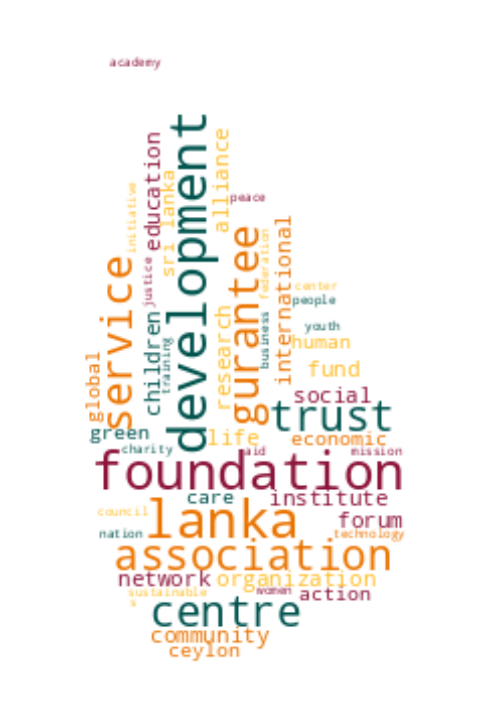 academy
development
education
alliance
sri lanka
initiative
peace
service
justice
gurantee
federation
international
center
people
children
training
research
business
youth
human
global
fund
social
trust
green
life
economic
charity
aid
mission
foundation
care
institute
council
lanka
forum
nation
technology
association
network
organization
sustainable
women
action
s
centre
community
ceylon